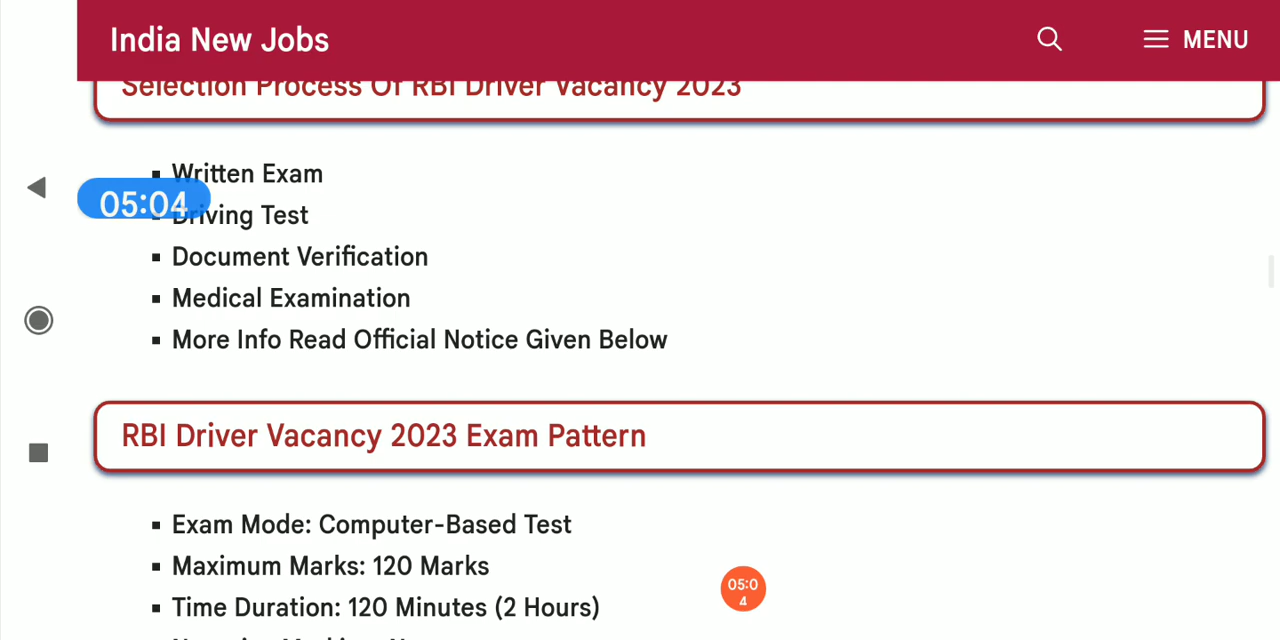 India New Jobs
MENU
Selection Process Of RBI Driver Vacancy 2023
Written Exam
05:04
Driving Test
Document Verification
Medical Examination
More Info Read Official Notice Given Below
RBI Driver Vacancy 2023 Exam Pattern
Exam Mode: Computer-Based Test
Maximum Marks: 120 Marks
05:0
4
Time Duration: 120 Minutes (2 Hours)